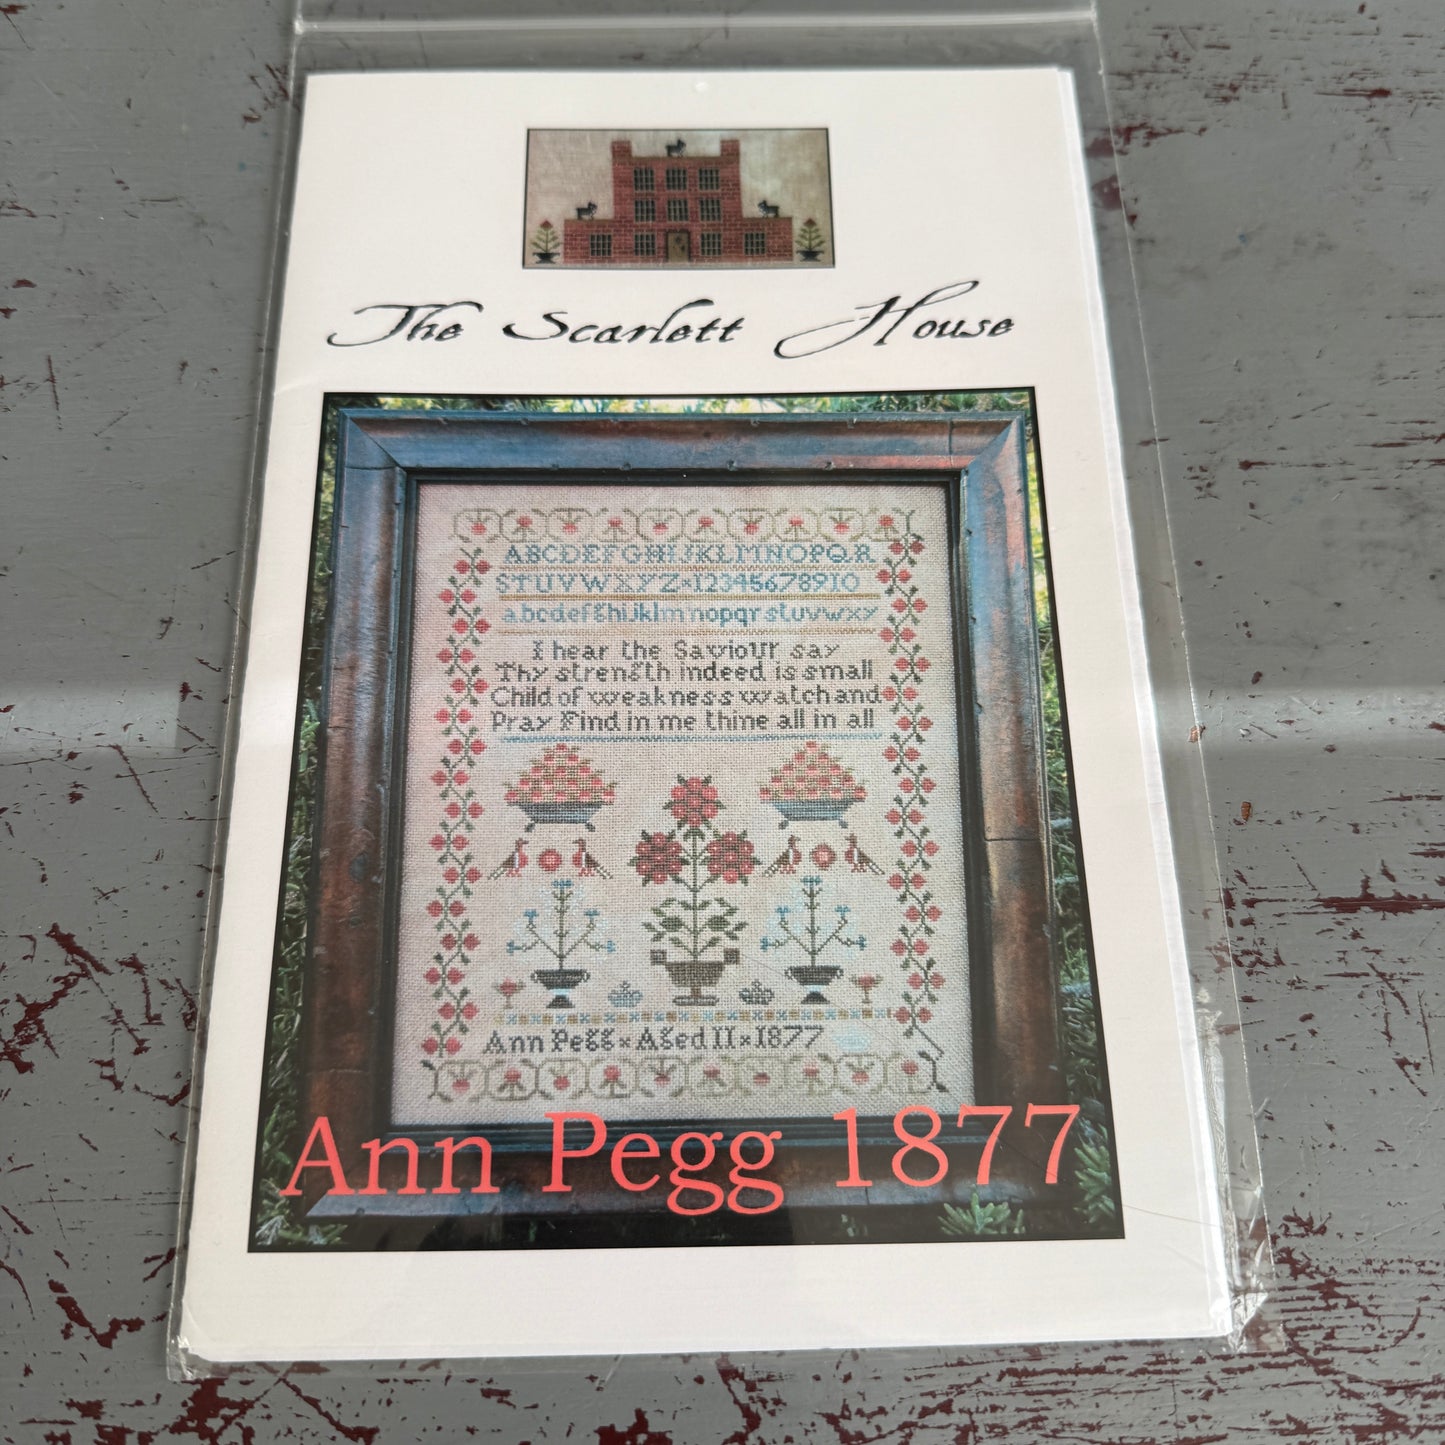 The Scarlett House
ABCDEFGHIJKLMNOPQR
STUVWXYZ×12345678910
abcdefghijklmnopqrstuvwxy
I hear the Saviour say
Thy strength indeed is small
Child of weakness watch and
Pray Find in me thine all in all
Ann Pegg × Aged 11 × 1877
Ann Pegg 1877